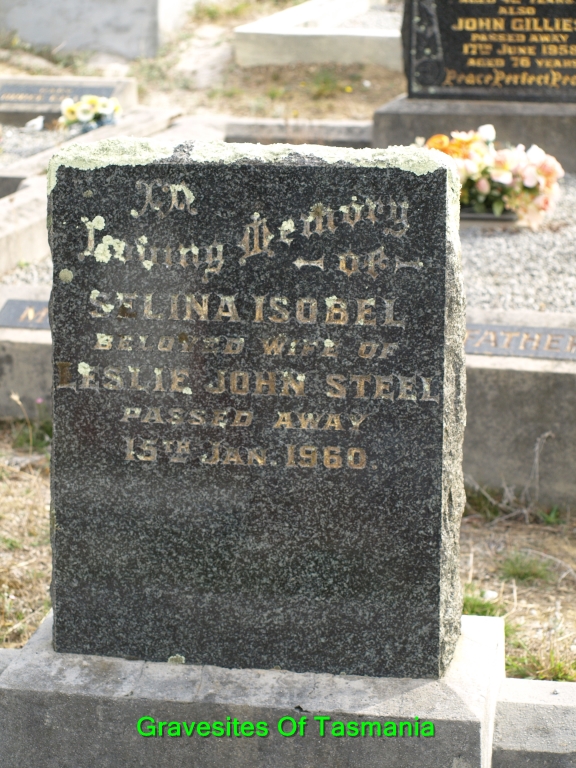 In
Loving Memory
of
SELINA ISOBEL
BELOVED WIFE OF
LESLIE JOHN STEEL
PASSED AWAY
15TH JAN. 1960.
JOHN GILLIES
PASSED AWAY
17TH JUNE 1958
AGED 76 YEARS
Peace Perfect
FATHER
Gravesites Of Tasmania